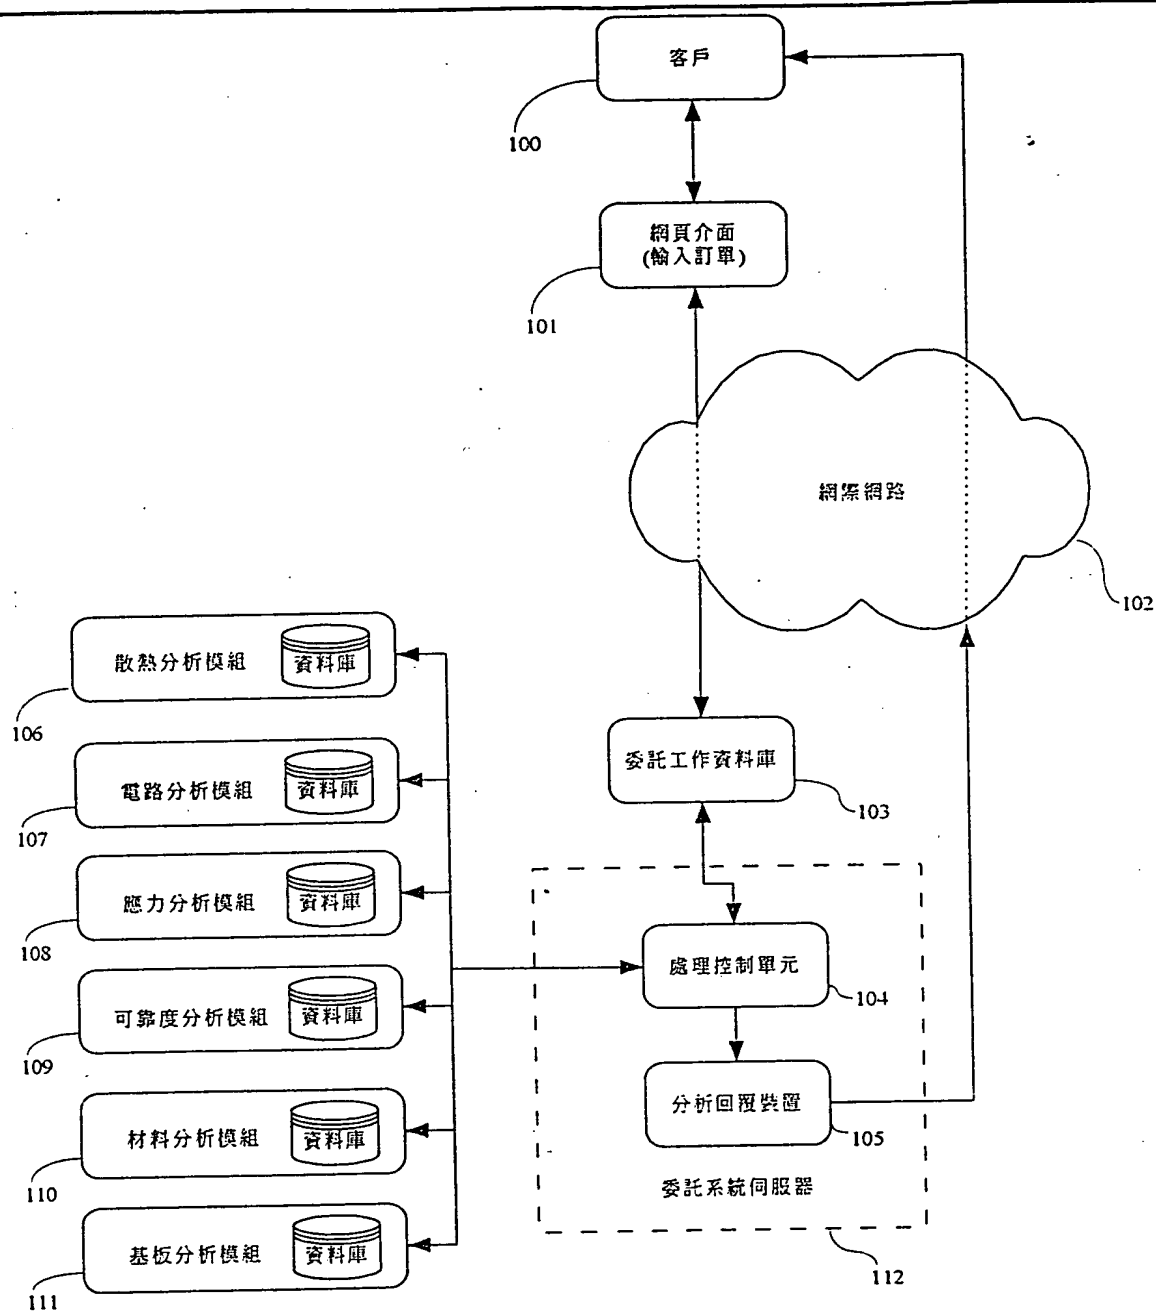 客戶
100
網頁介面
(輸入訂單)
101
網際網路
102
散熱分析模組
資料庫
106
電路分析模組
資料庫
107
應力分析模組
資料庫
108
可靠度分析模組
資料庫
109
材料分析模組
資料庫
110
基板分析模組
資料庫
111
委託工作資料庫
103
處理控制單元
104
分析回覆裝置
105
委託系統伺服器
112